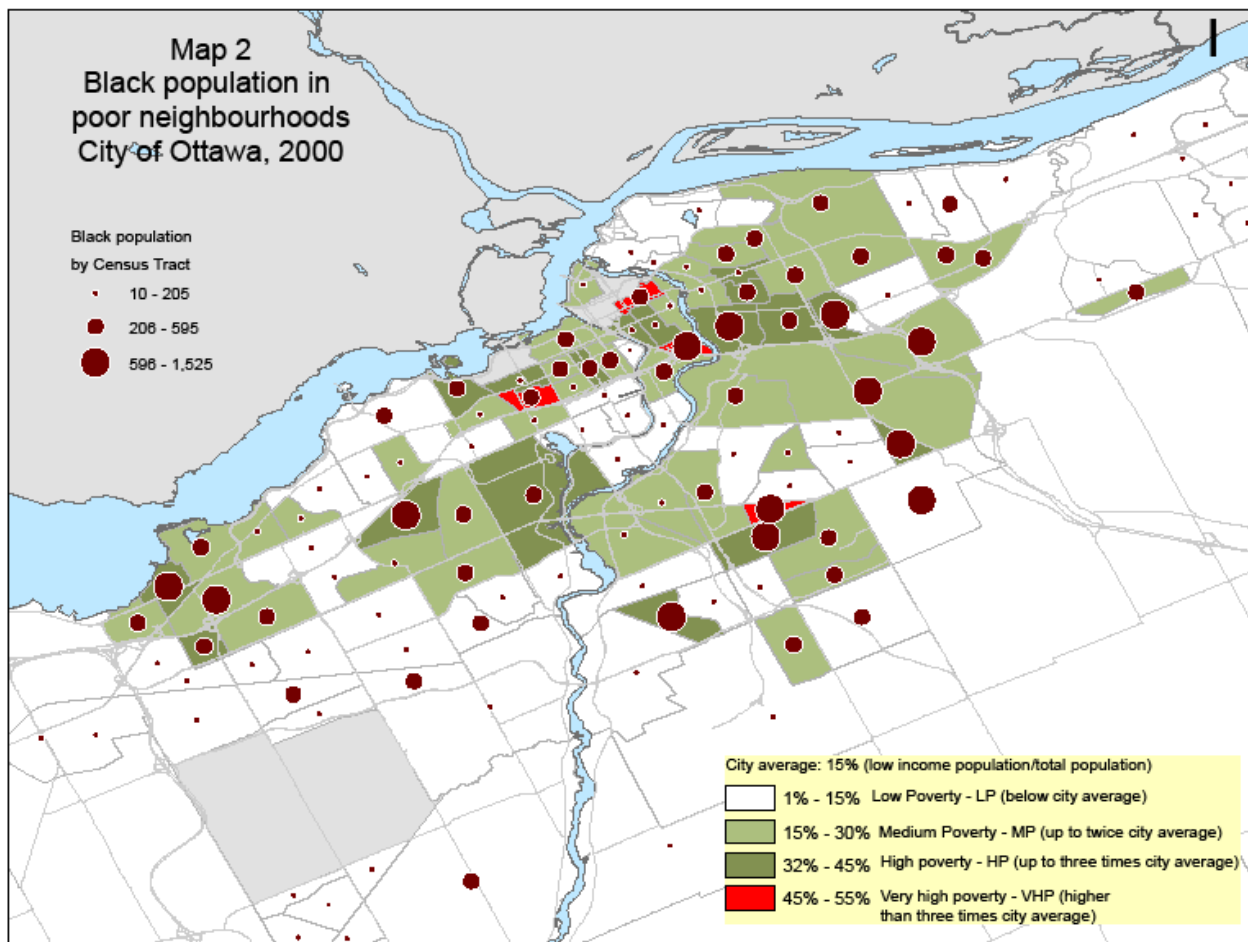 Map 2
Black population in
poor neighbourhoods
City of Ottawa, 2000
Black population
by Census Tract
10 - 205
206 - 595
596 - 1,525
City average: 15% (low income population/total population)
1% - 15% Low Poverty - LP (below city average)
15% - 30% Medium Poverty - MP (up to twice city average)
32% - 45% High poverty - HP (up to three times city average)
45% - 55% Very high poverty - VHP (higher
than three times city average)